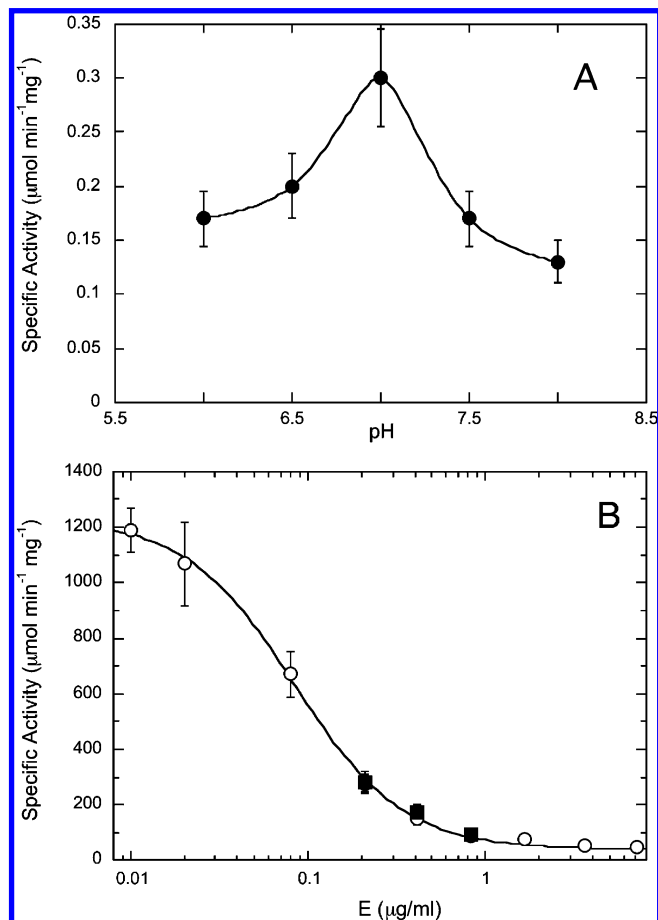 A
Specific Activity (μmol min⁻¹mg⁻¹)
0.35
0.3
0.25
0.2
0.15
0.1
0.05
0
5.5 6.5 7.5 8.5
pH
B
Specific Activity (μmol min⁻¹ mg⁻¹)
1400
1200
1000
800
600
400
200
0
0.01 0.1 1
E (μg/ml)